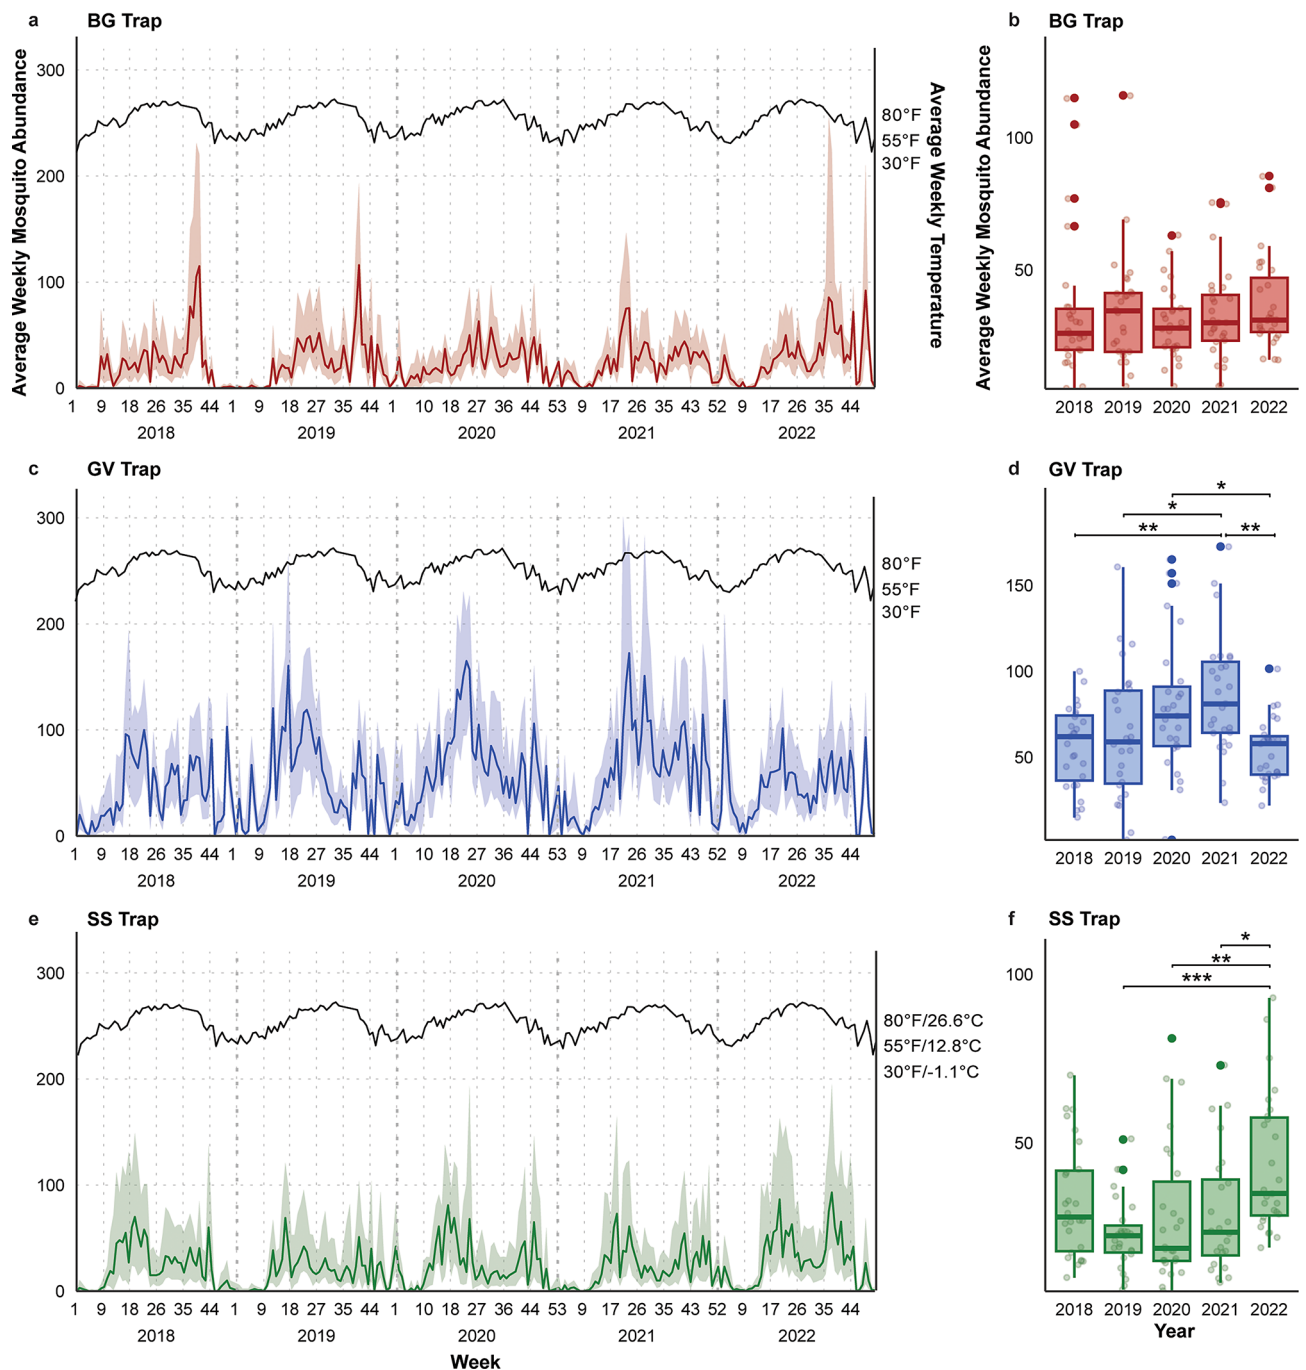 a BG Trap
Average Weekly Mosquito Abundance
300
200
100
0
80°F
55°F
30°F
Average Weekly Temperature
1 9 18 26 35 44 1 9 18 27 35 44 1 10 18 27 36 44 53 9 18 26 35 43 52 9 17 26 35 44
2018 2019 2020 2021 2022
b BG Trap
Average Weekly Mosquito Abundance
100
50
2018 2019 2020 2021 2022
c GV Trap
300
200
100
0
80°F
55°F
30°F
1 9 18 26 35 44 1 9 18 27 35 44 1 10 18 27 36 44 53 9 18 26 35 43 52 9 17 26 35 44
2018 2019 2020 2021 2022
d GV Trap
*
*
** **
150
100
50
2018 2019 2020 2021 2022
e SS Trap
300
200
100
0
80°F/26.6°C
55°F/12.8°C
30°F/-1.1°C
1 9 18 26 35 44 1 9 18 27 35 44 1 10 18 27 36 44 53 9 18 26 35 43 52 9 17 26 35 44
2018 2019 2020 2021 2022
Week
f SS Trap
*
**
***
100
50
2018 2019 2020 2021 2022
Year